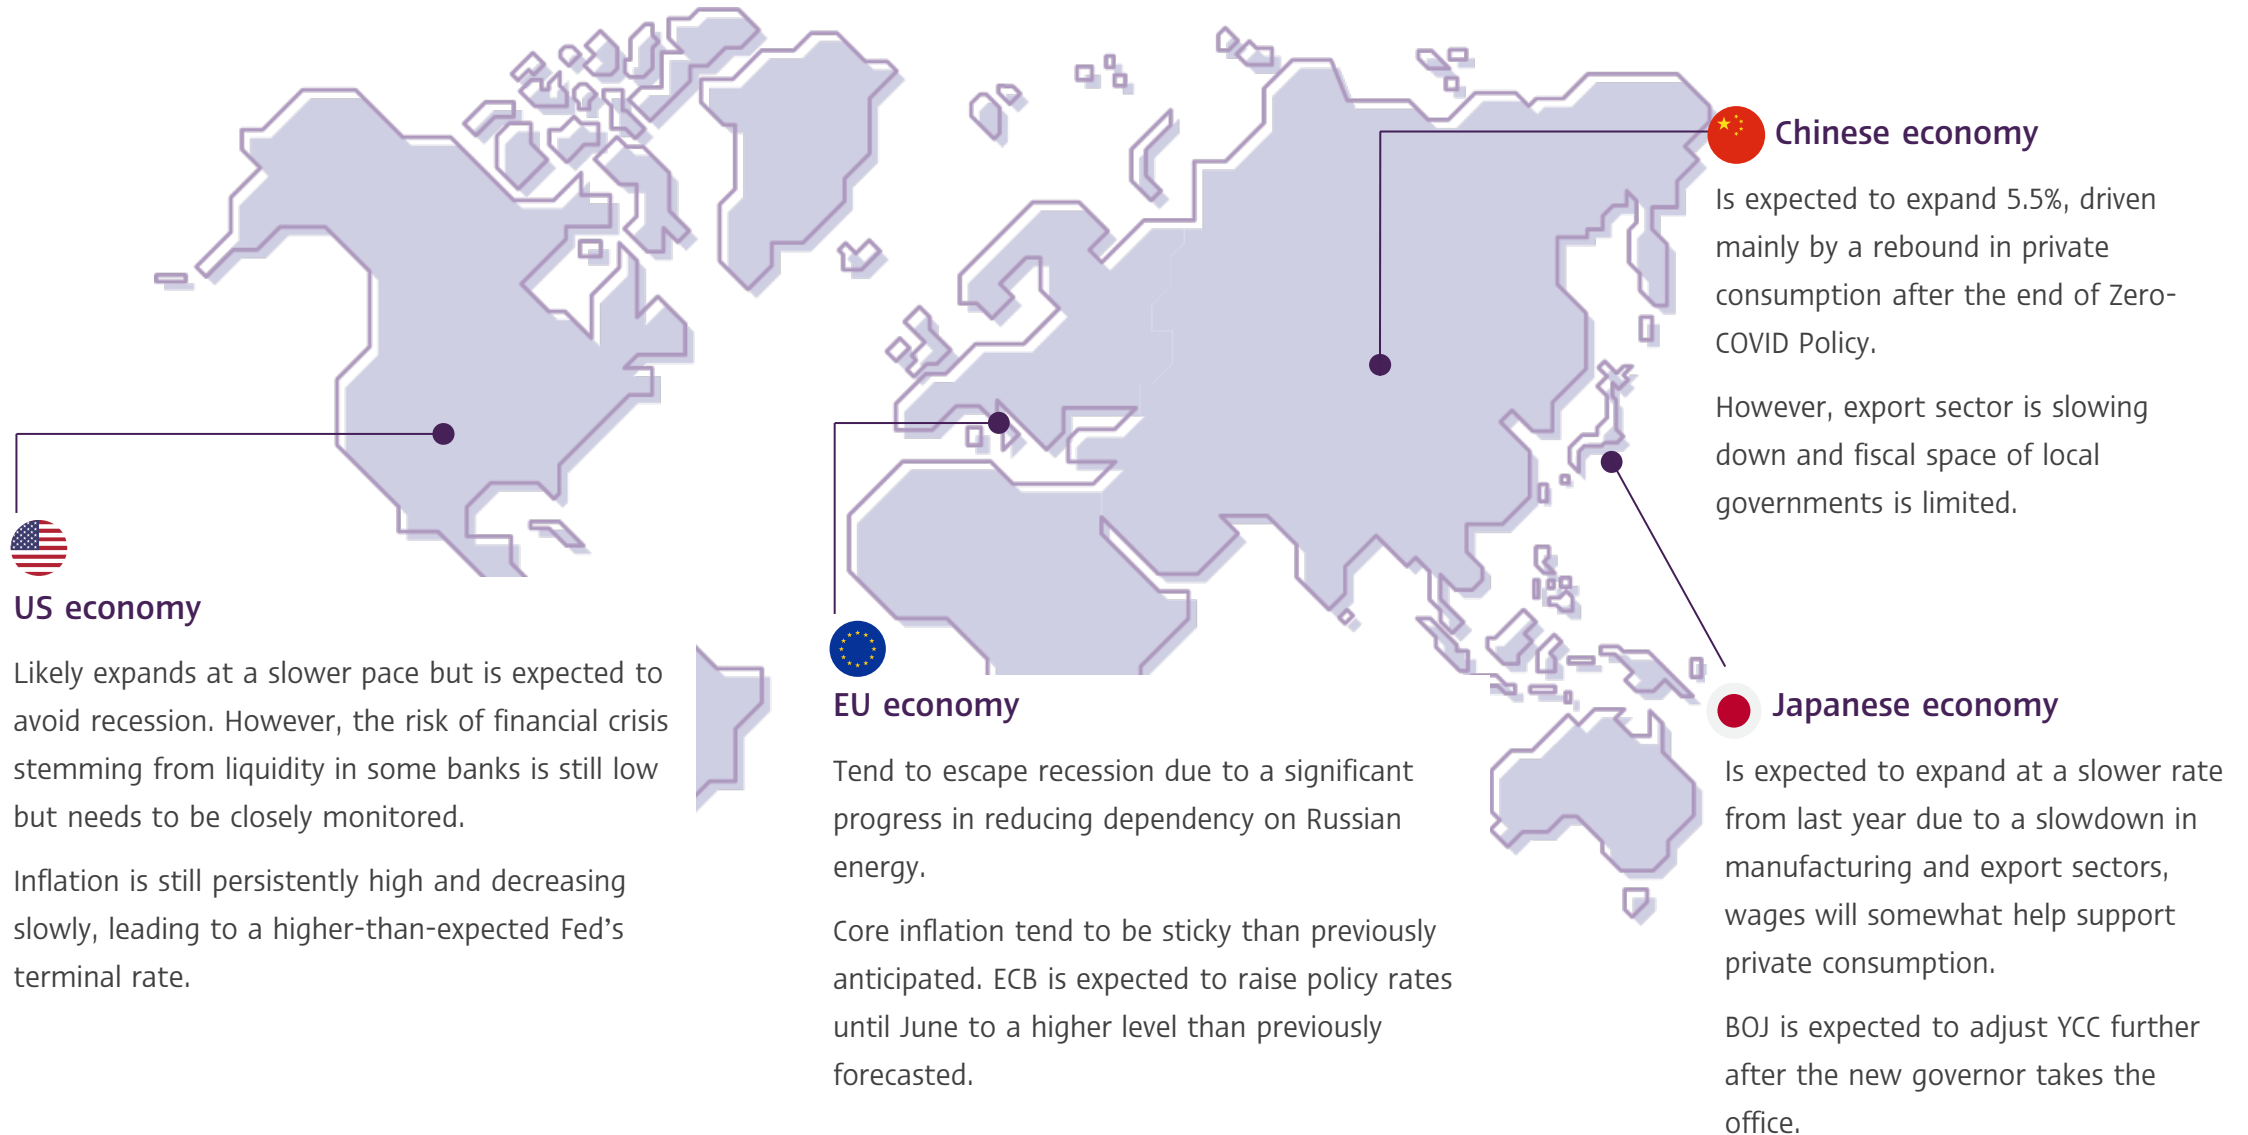 US economy
Likely expands at a slower pace but is expected to
avoid recession. However, the risk of financial crisis
stemming from liquidity in some banks is still low
but needs to be closely monitored.
Inflation is still persistently high and decreasing
slowly, leading to a higher-than-expected Fed’s
terminal rate.
EU economy
Tend to escape recession due to a significant
progress in reducing dependency on Russian
energy.
Core inflation tend to be sticky than previously
anticipated. ECB is expected to raise policy rates
until June to a higher level than previously
forecasted.
Chinese economy
Is expected to expand 5.5%, driven
mainly by a rebound in private
consumption after the end of Zero-
COVID Policy.
However, export sector is slowing
down and fiscal space of local
governments is limited.
Japanese economy
Is expected to expand at a slower rate
from last year due to a slowdown in
manufacturing and export sectors,
wages will somewhat help support
private consumption.
BOJ is expected to adjust YCC further
after the new governor takes the
office.